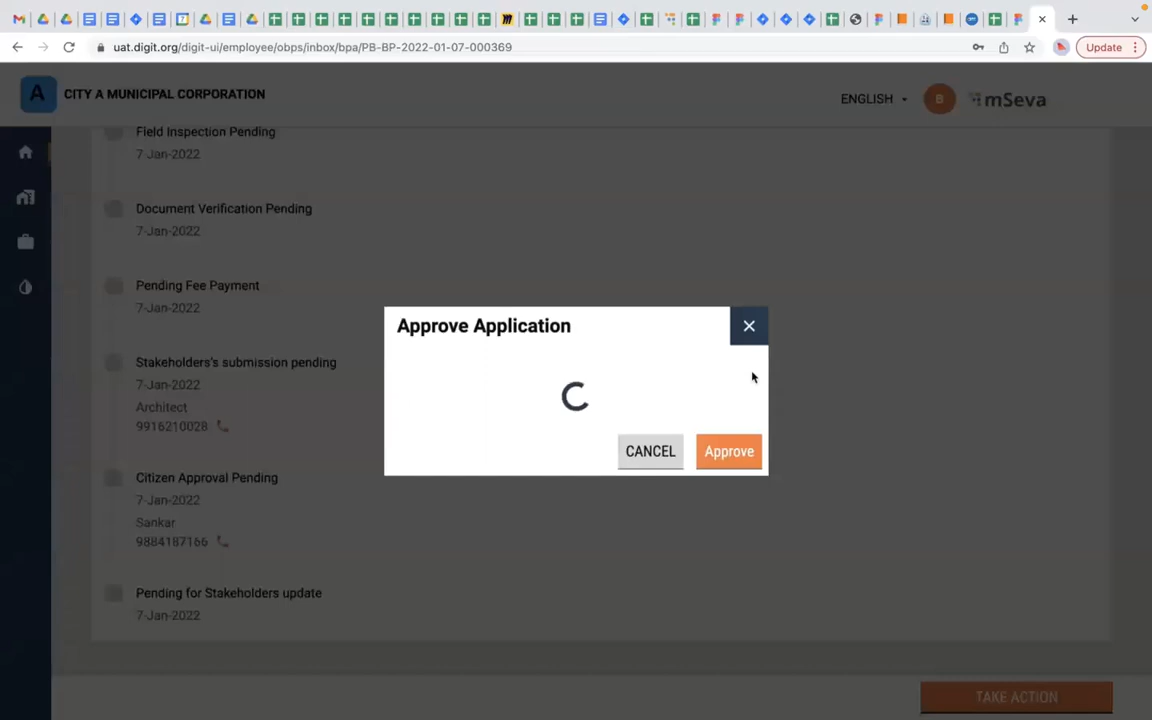 uat.digit.org/digit-ui/employee/obps/inbox/bpa/PB-BP-2022-01-07-000369
Update
A
CITY A MUNICIPAL CORPORATION
ENGLISH
B
mSeva
Field Inspection Pending
7-Jan-2022
Document Verification Pending
7-Jan-2022
Pending Fee Payment
7-Jan-2022
Stakeholders's submission pending
7-Jan-2022
Architect
9916210028
Citizen Approval Pending
7-Jan-2022
Sankar
9884187166
Pending for Stakeholders update
7-Jan-2022
Approve Application
CANCEL
Approve
TAKE ACTION